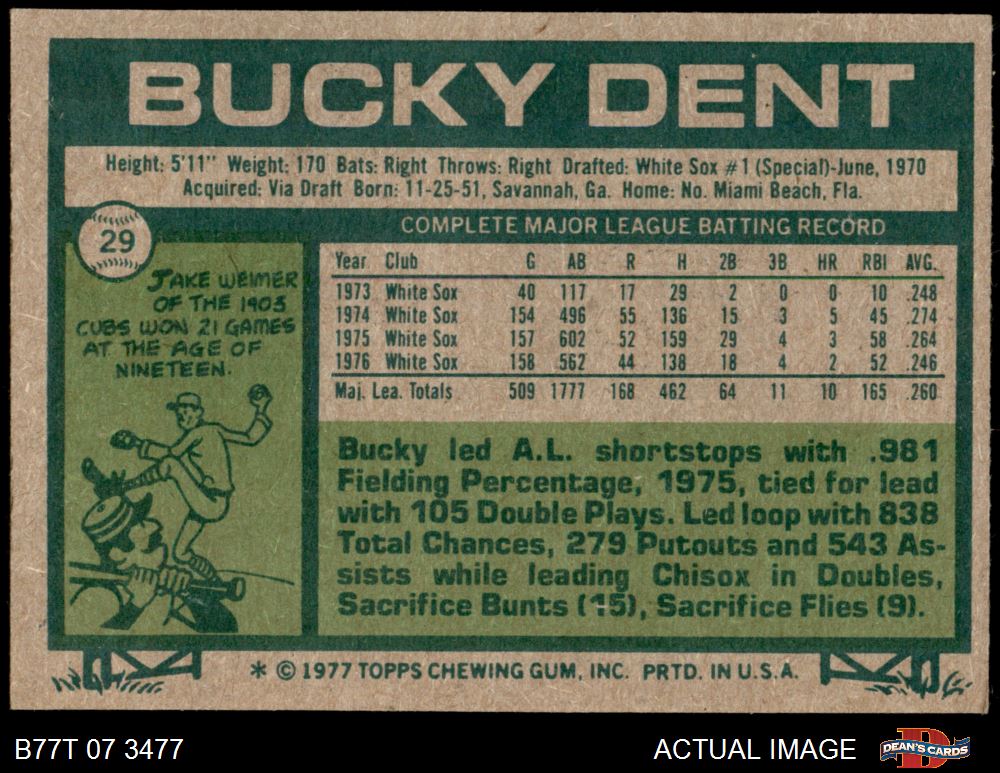 BUCKY DENT
Height: 5'11" Weight: 170 Bats: Right Throws: Right Drafted: White Sox #1 (Special)-June, 1970
Acquired: Via Draft Born: 11-25-51, Savannah, Ga. Home: No. Miami Beach, Fla.
29
JAKE WEIMER
OF THE 1903
CUBS WON 21 GAMES
AT THE AGE OF
NINETEEN.
COMPLETE MAJOR LEAGUE BATTING RECORD
Year Club G AB R H 2B 3B HR RBI AVG.
1973 White Sox 40 117 17 29 2 0 0 10 .248
1974 White Sox 154 496 55 136 15 3 5 45 .274
1975 White Sox 157 602 52 159 29 4 3 58 .264
1976 White Sox 158 562 44 138 18 4 2 52 .246
Maj. Lea. Totals 509 1777 168 462 64 11 10 165 .260
Bucky led A.L. shortstops with .981
Fielding Percentage, 1975, tied for lead
with 105 Double Plays. Led loop with 838
Total Chances, 279 Putouts and 543 As-
sists while leading Chisox in Doubles,
Sacrifice Bunts (15), Sacrifice Flies (9).
* © 1977 TOPPS CHEWING GUM, INC. PRTD. IN U.S.A.
B77T 07 3477
ACTUAL IMAGE
DEAN'S CARDS